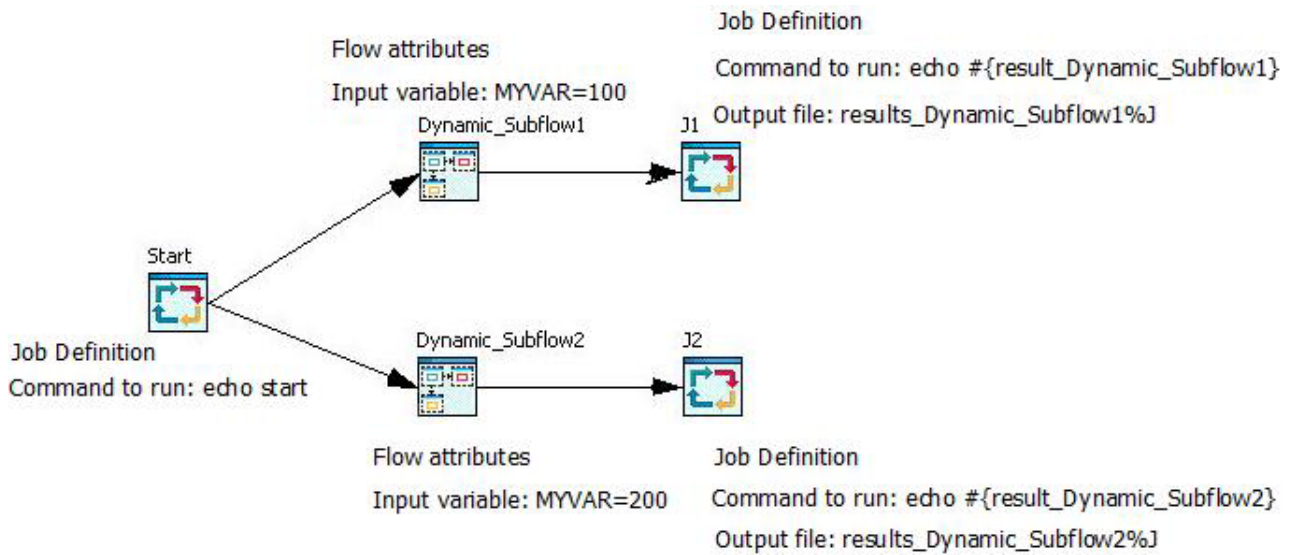 Job Definition
Flow attributes
Command to run: echo #{result_Dynamic_Subflow1}
Input variable: MYVAR=100
Output file: results_Dynamic_Subflow1%J
Dynamic_Subflow1
J1
Start
Job Definition
Command to run: echo start
Dynamic_Subflow2
J2
Flow attributes
Job Definition
Input variable: MYVAR=200
Command to run: echo #{result_Dynamic_Subflow2}
Output file: results_Dynamic_Subflow2%J